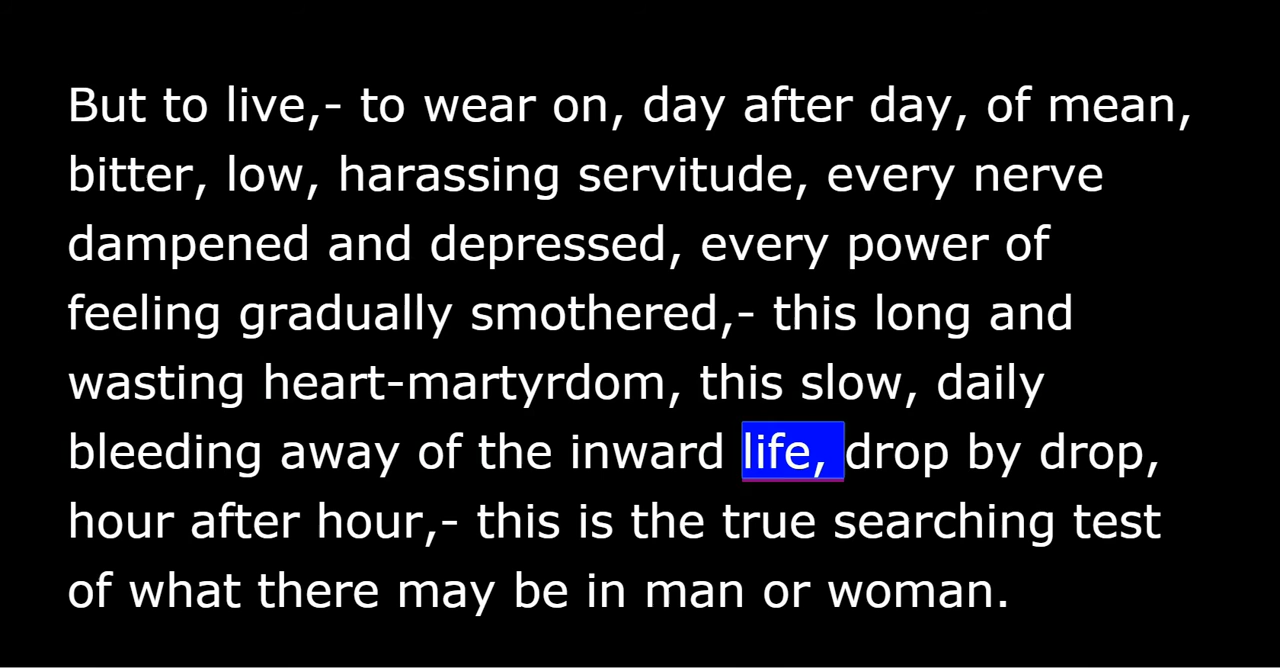 But to live,- to wear on, day after day, of mean,
bitter, low, harassing servitude, every nerve
dampened and depressed, every power of
feeling gradually smothered,- this long and
wasting heart-martyrdom, this slow, daily
bleeding away of the inward life, drop by drop,
hour after hour,- this is the true searching test
of what there may be in man or woman.